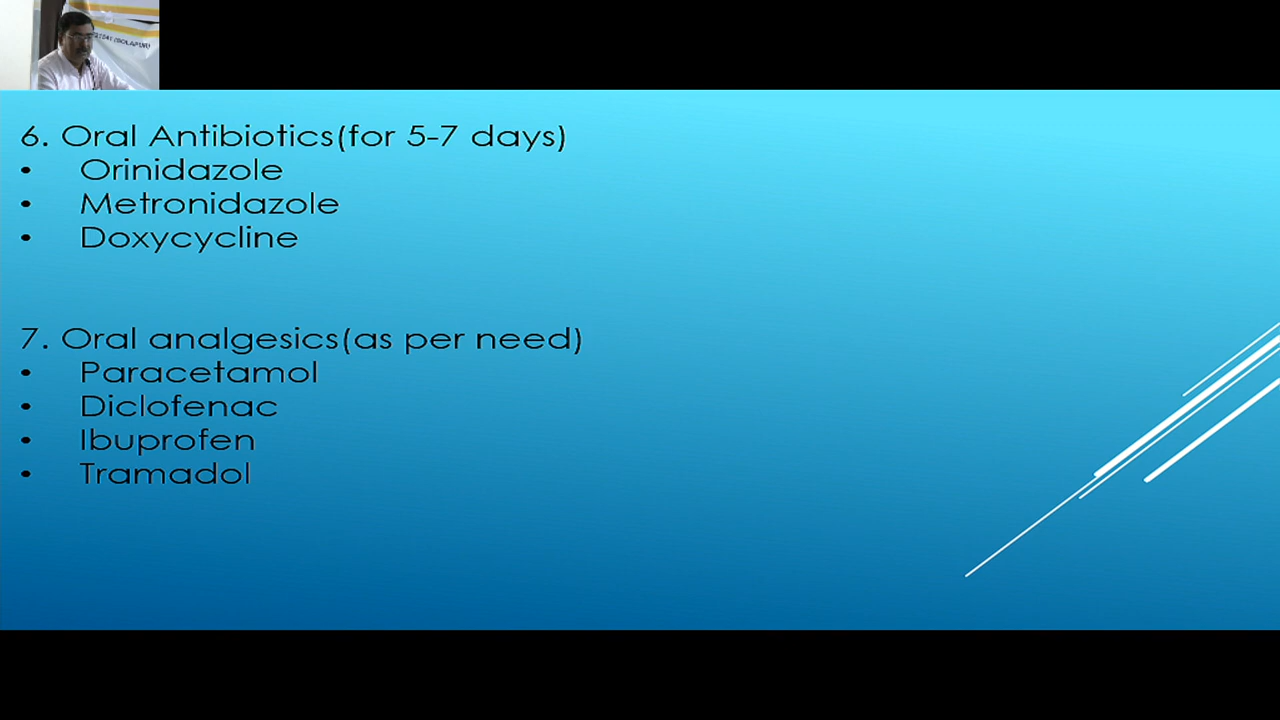 (SOLAPUR)
6. Oral Antibiotics(for 5-7 days)
• Orinidazole
• Metronidazole
• Doxycycline
7. Oral analgesics(as per need)
• Paracetamol
• Diclofenac
• Ibuprofen
• Tramadol